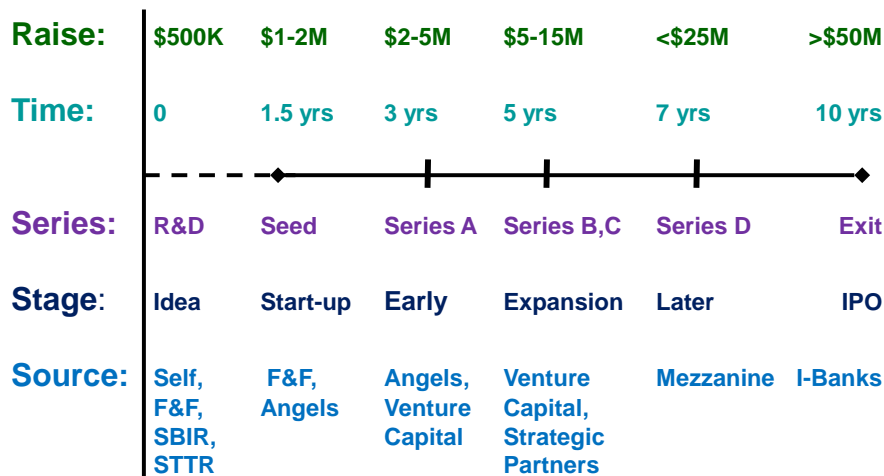 Raise: $500K $1-2M $2-5M $5-15M <$25M >$50M
Time: 0 1.5 yrs 3 yrs 5 yrs 7 yrs 10 yrs
Series: R&D Seed Series A Series B,C Series D Exit
Stage: Idea Start-up Early Expansion Later IPO
Source: Self, F&F, Angels, Venture Mezzanine I-Banks
F&F, Angels Venture Capital,
SBIR, Capital Strategic
STTR Partners